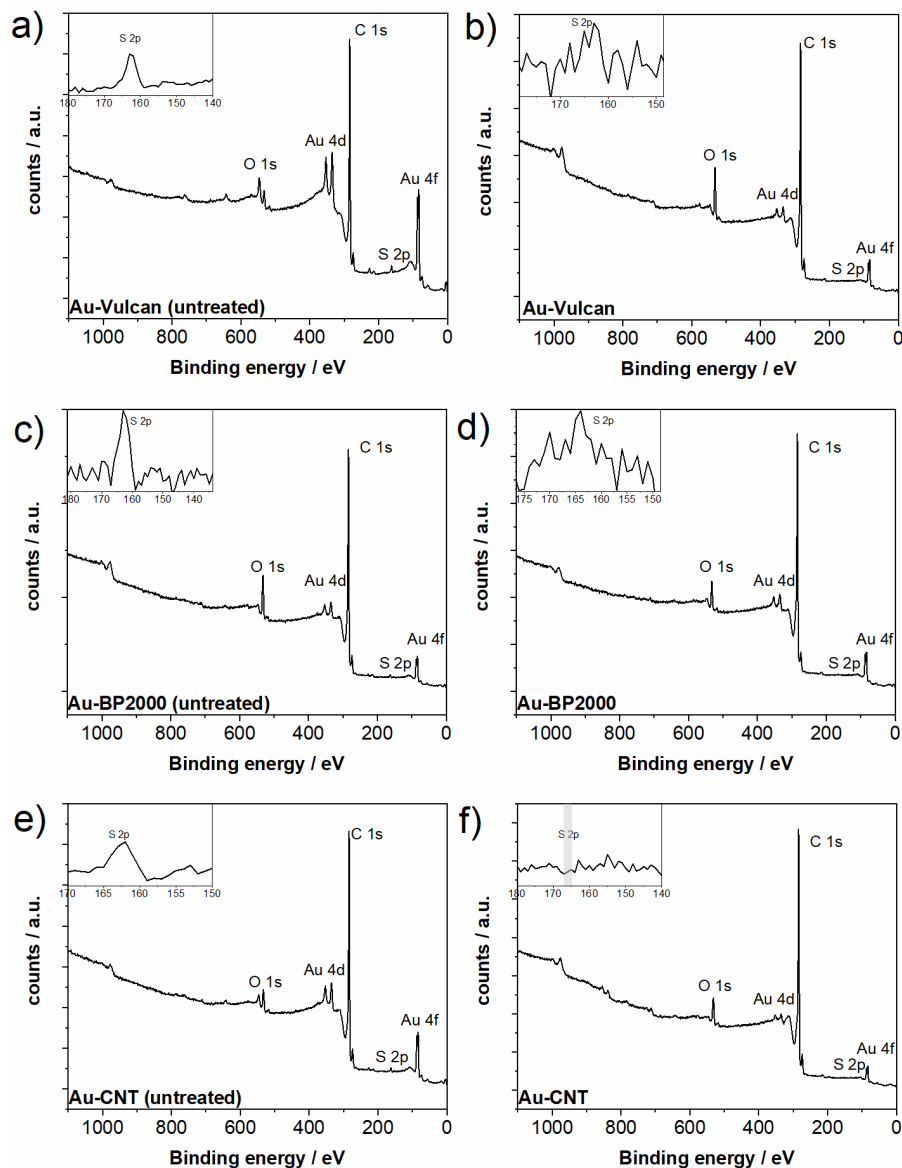 a)
S 2p
180 170 160 150 140
C 1s
O 1s
Au 4d
Au 4f
S 2p
counts / a.u.
Au-Vulcan (untreated)
1000 800 600 400 200 0
Binding energy / eV
b)
S 2p
170 160 150
C 1s
O 1s
Au 4d
Au 4f
S 2p
counts / a.u.
Au-Vulcan
1000 800 600 400 200 0
Binding energy / eV
c)
S 2p
180 170 160 150 140
C 1s
O 1s
Au 4d
Au 4f
S 2p
counts / a.u.
Au-BP2000 (untreated)
1000 800 600 400 200 0
Binding energy / eV
d)
S 2p
175 170 165 160 155 150
C 1s
O 1s
Au 4d
Au 4f
S 2p
counts / a.u.
Au-BP2000
1000 800 600 400 200 0
Binding energy / eV
e)
S 2p
170 165 160 155 150
C 1s
O 1s
Au 4d
Au 4f
S 2p
counts / a.u.
Au-CNT (untreated)
1000 800 600 400 200 0
Binding energy / eV
f)
S 2p
180 170 160 150 140
C 1s
O 1s
Au 4d
Au 4f
S 2p
counts / a.u.
Au-CNT
1000 800 600 400 200 0
Binding energy / eV